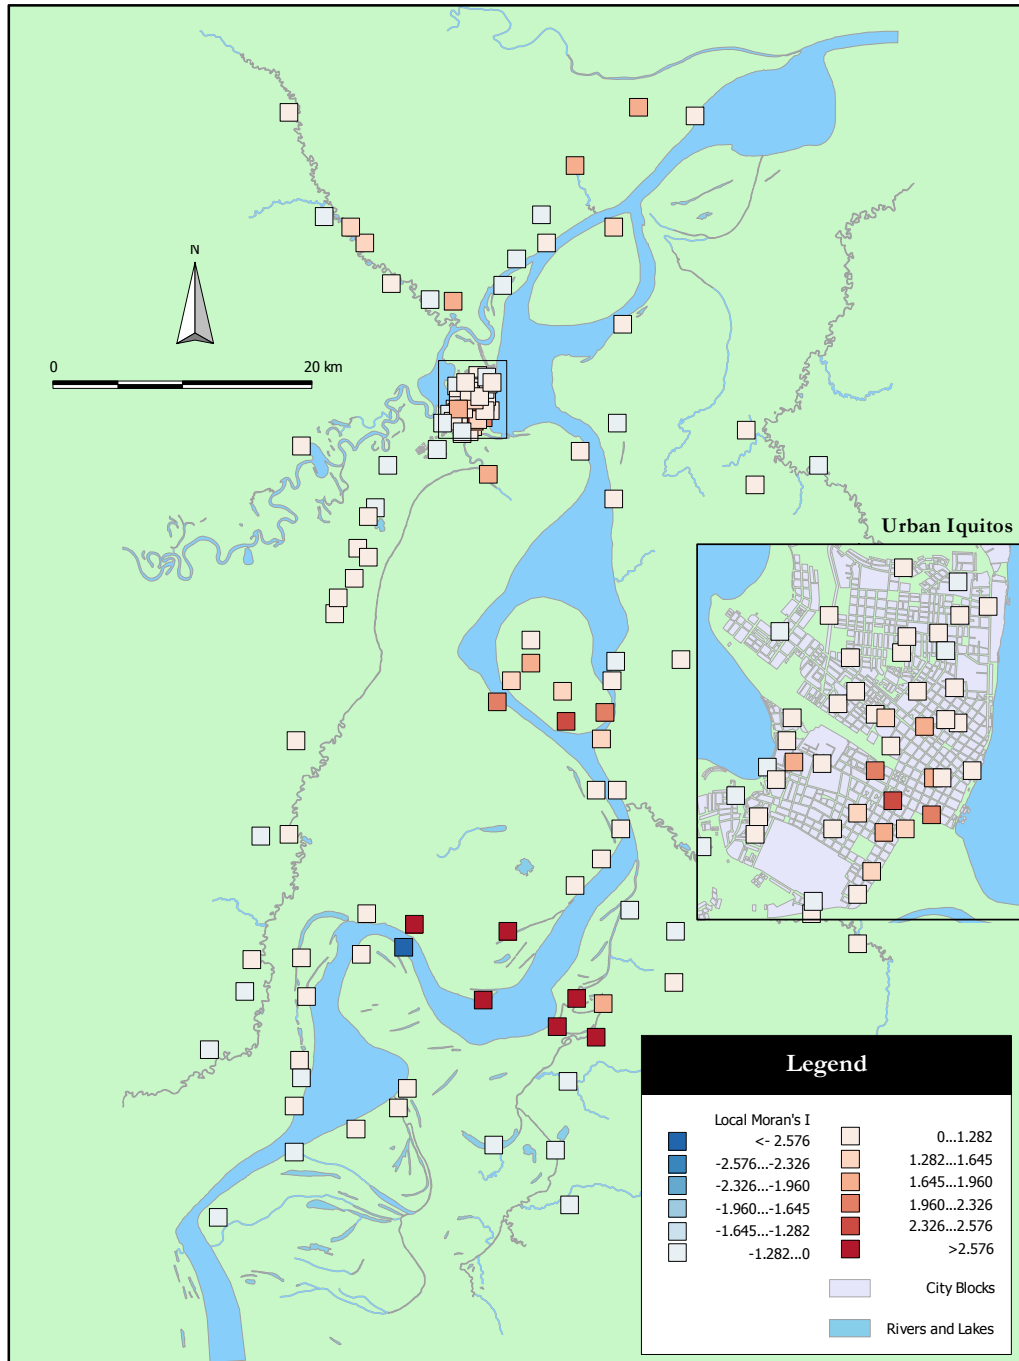 N
0 20 km
Urban Iquitos
Legend
Local Moran's I
<- 2.576
-2.576...-2.326
-2.326...-1.960
-1.960...-1.645
-1.645...-1.282
-1.282...0
0...1.282
1.282...1.645
1.645...1.960
1.960...2.326
2.326...2.576
>2.576
City Blocks
Rivers and Lakes